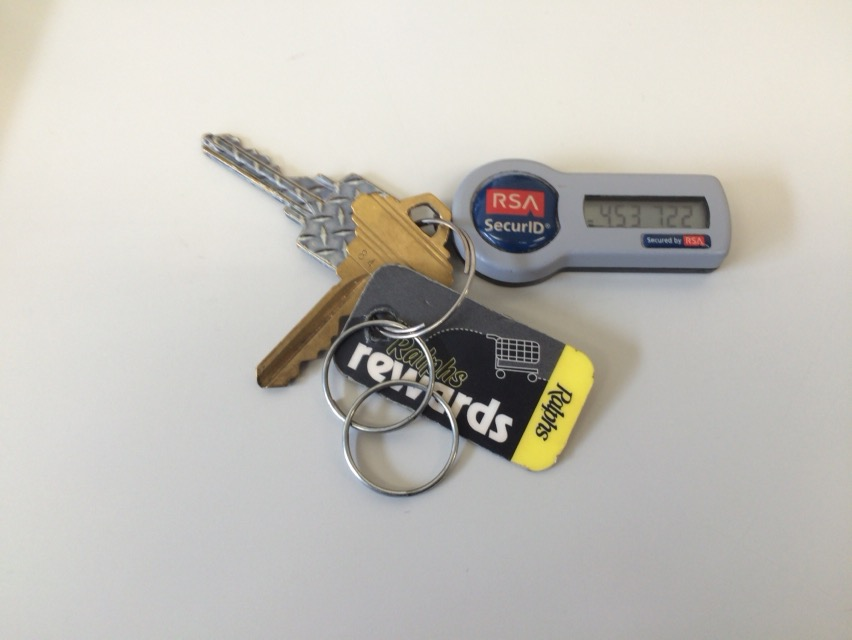 RSA
SecurID®
453 722
Secured by RSA
Ralphs
rewards
Ralphs